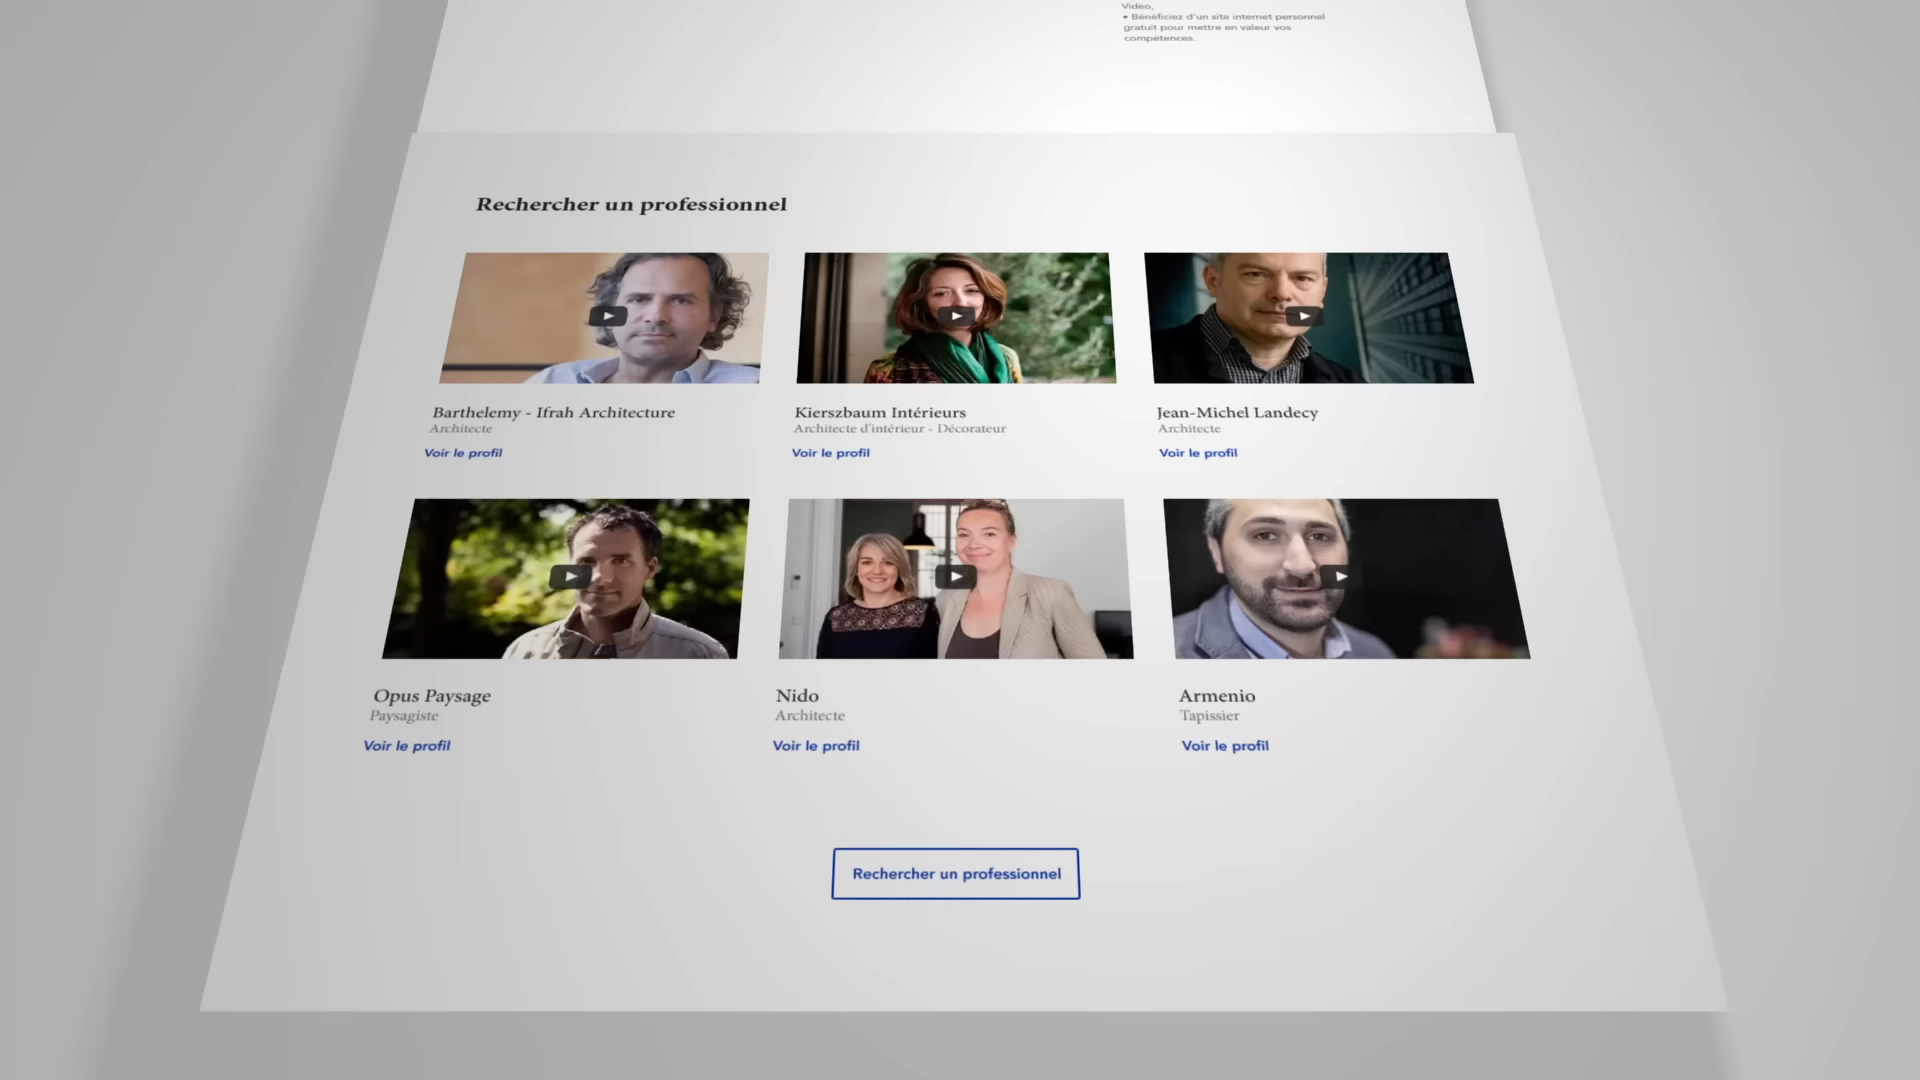 Vidéo,
• Bénéficiez d'un site internet personnel
gratuit pour mettre en valeur vos
compétences.
Rechercher un professionnel
Barthelemy - Ifrah Architecture
Architecte
Voir le profil
Kierszbaum Intérieurs
Architecte d'intérieur - Décorateur
Voir le profil
Jean-Michel Landecy
Architecte
Voir le profil
Opus Paysage
Paysagiste
Voir le profil
Nido
Architecte
Voir le profil
Armenio
Tapissier
Voir le profil
Rechercher un professionnel